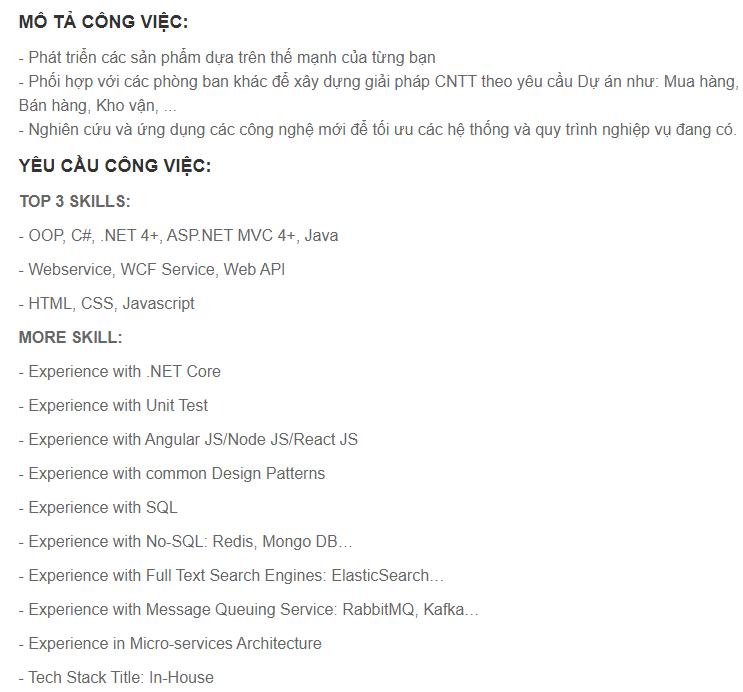 MÔ TẢ CÔNG VIỆC:
- Phát triển các sản phẩm dựa trên thế mạnh của từng bạn
- Phối hợp với các phòng ban khác để xây dựng giải pháp CNTT theo yêu cầu Dự án như: Mua hàng,
Bán hàng, Kho vận, ...
- Nghiên cứu và ứng dụng các công nghệ mới để tối ưu các hệ thống và quy trình nghiệp vụ đang có.
YÊU CẦU CÔNG VIỆC:
TOP 3 SKILLS:
- OOP, C#, .NET 4+, ASP.NET MVC 4+, Java
- Webservice, WCF Service, Web API
- HTML, CSS, Javascript
MORE SKILL:
- Experience with .NET Core
- Experience with Unit Test
- Experience with Angular JS/Node JS/React JS
- Experience with common Design Patterns
- Experience with SQL
- Experience with No-SQL: Redis, Mongo DB…
- Experience with Full Text Search Engines: ElasticSearch…
- Experience with Message Queuing Service: RabbitMQ, Kafka…
- Experience in Micro-services Architecture
- Tech Stack Title: In-House